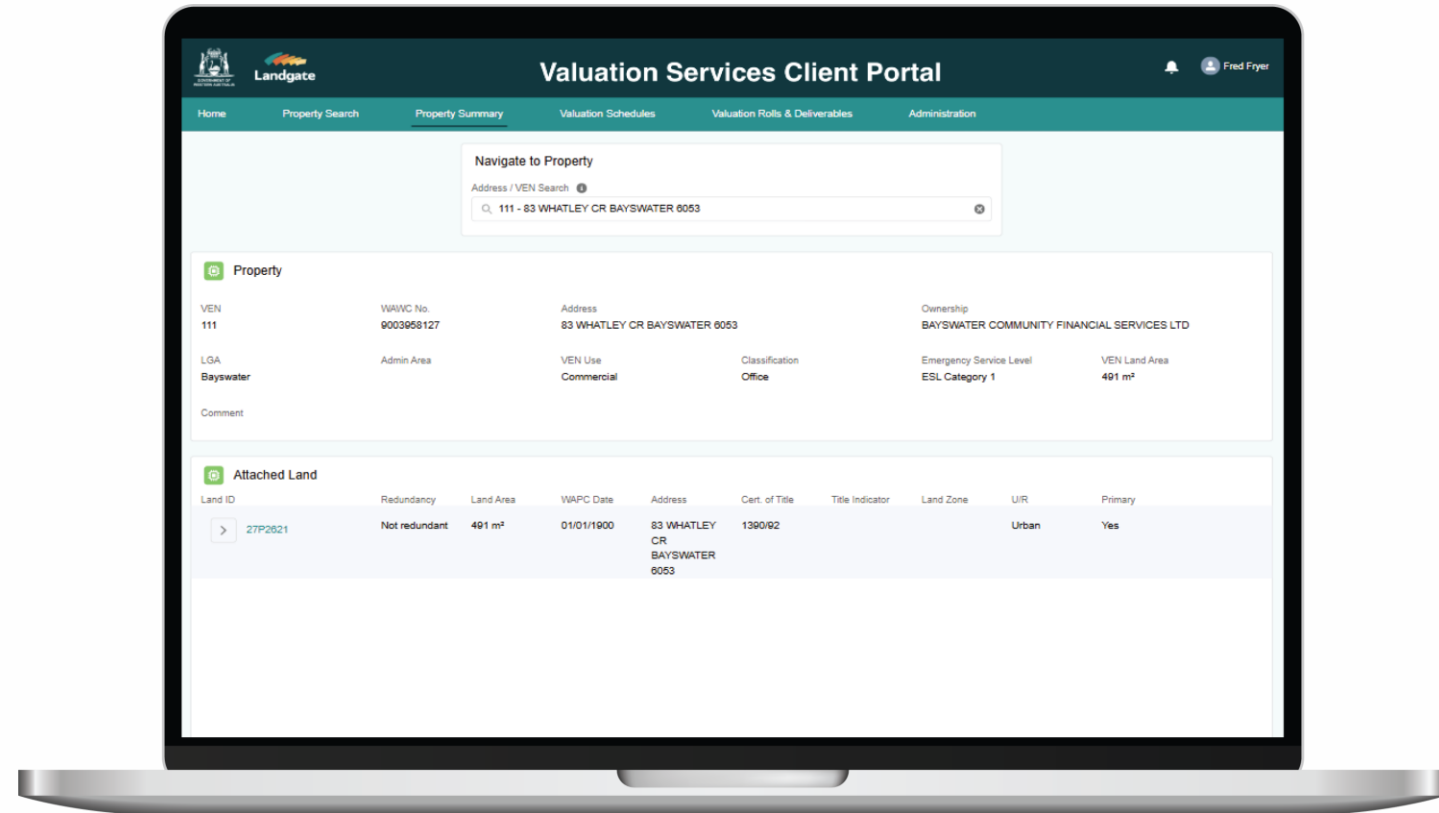 GOVERNMENT OF
WESTERN AUSTRALIA
Landgate
Valuation Services Client Portal
Fred Fryer
Home Property Search Property Summary Valuation Schedules Valuation Rolls & Deliverables Administration
Navigate to Property
Address / VEN Search
111 - 83 WHATLEY CR BAYSWATER 6053
Property
VEN WAWC No. Address Ownership
111 9003958127 83 WHATLEY CR BAYSWATER 6053 BAYSWATER COMMUNITY FINANCIAL SERVICES LTD
LGA Admin Area VEN Use Classification Emergency Service Level VEN Land Area
Bayswater Commercial Office ESL Category 1 491 m²
Comment
Attached Land
Land ID Redundancy Land Area WAPC Date Address Cert. of Title Title Indicator Land Zone U/R Primary
27P2621 Not redundant 491 m² 01/01/1900 83 WHATLEY 1390/92 Urban Yes
CR
BAYSWATER
6053